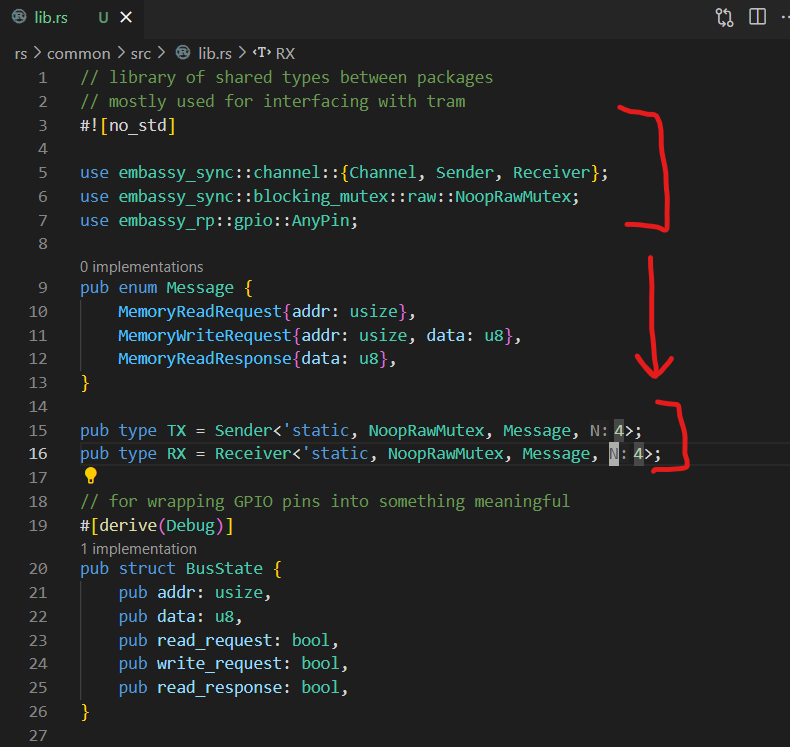 lib.rs U
rs > common > src > lib.rs > RX
1 // library of shared types between packages
2 // mostly used for interfacing with tram
3 #![no_std]
4
5 use embassy_sync::channel::{Channel, Sender, Receiver};
6 use embassy_sync::blocking_mutex::raw::NoopRawMutex;
7 use embassy_rp::gpio::AnyPin;
8
0 implementations
9 pub enum Message {
10 MemoryReadRequest{addr: usize},
11 MemoryWriteRequest{addr: usize, data: u8},
12 MemoryReadResponse{data: u8},
13 }
14
15 pub type TX = Sender<'static, NoopRawMutex, Message, N: 4>;
16 pub type RX = Receiver<'static, NoopRawMutex, Message, N: 4>;
17
18 // for wrapping GPIO pins into something meaningful
19 #[derive(Debug)]
1 implementation
20 pub struct BusState {
21 pub addr: usize,
22 pub data: u8,
23 pub read_request: bool,
24 pub write_request: bool,
25 pub read_response: bool,
26 }
27